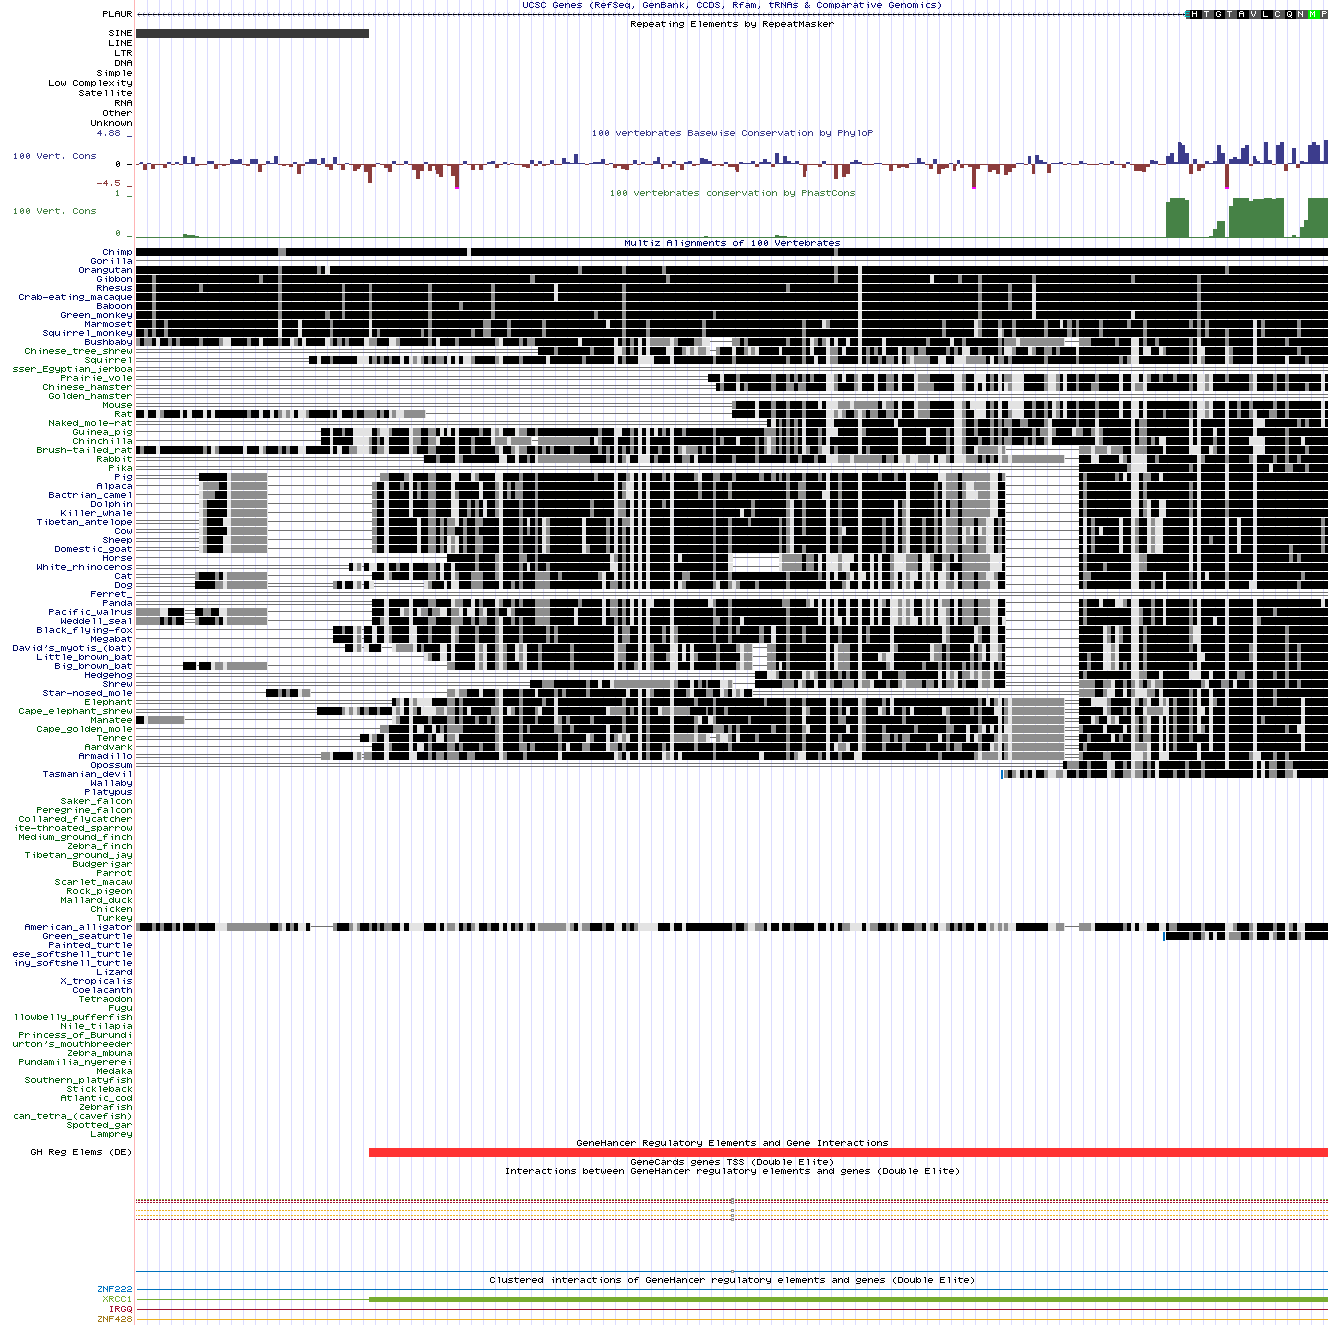 UCSC Genes (RefSeq, GenBank, CCDS, Rfam, tRNAs & Comparative Genomics)
PLAUR
H T G T A V L C Q N M P
Repeating Elements by RepeatMasker
SINE
LINE
LTR
DNA
Simple
Low Complexity
Satellite
RNA
Other
Unknown
4.88 _
100 vertebrates Basewise Conservation by PhyloP
100 Vert. Cons
0 _
-4.5 _
100 vertebrates conservation by PhastCons
1 _
100 Vert. Cons
0 _
Multiz Alignments of 100 Vertebrates
Chimp
Gorilla
Orangutan
Gibbon
Rhesus
Crab-eating_macaque
Baboon
Green_monkey
Marmoset
Squirrel_monkey
Bushbaby
Chinese_tree_shrew
Squirrel
sser_Egyptian_jerboa
Prairie_vole
Chinese_hamster
Golden_hamster
Mouse
Rat
Naked_mole-rat
Guinea_pig
Chinchilla
Brush-tailed_rat
Rabbit
Pika
Pig
Alpaca
Bactrian_camel
Dolphin
Killer_whale
Tibetan_antelope
Cow
Sheep
Domestic_goat
Horse
White_rhinoceros
Cat
Dog
Ferret_
Panda
Pacific_walrus
Weddell_seal
Black_flying-fox
Megabat
David's_myotis_(bat)
Little_brown_bat
Big_brown_bat
Hedgehog
Shrew
Star-nosed_mole
Elephant
Cape_elephant_shrew
Manatee
Cape_golden_mole
Tenrec
Aardvark
Armadillo
Opossum
Tasmanian_devil
Wallaby
Platypus
Saker_falcon
Peregrine_falcon
Collared_flycatcher
ite-throated_sparrow
Medium_ground_finch
Zebra_finch
Tibetan_ground_jay
Budgerigar
Parrot
Scarlet_macaw
Rock_pigeon
Mallard_duck
Chicken
Turkey
American_alligator
Green_seaturtle
Painted_turtle
ese_softshell_turtle
iny_softshell_turtle
Lizard
X_tropicalis
Coelacanth
Tetraodon
Fugu
llowbelly_pufferfish
Nile_tilapia
Princess_of_Burundi
urton's_mouthbreeder
Zebra_mbuna
Pundamilia_nyererei
Medaka
Southern_platyfish
Stickleback
Atlantic_cod
Zebrafish
can_tetra_(cavefish)
Spotted_gar
Lamprey
GeneHancer Regulatory Elements and Gene Interactions
GH Reg Elems (DE)
GeneCards genes TSS (Double Elite)
Interactions between GeneHancer regulatory elements and genes (Double Elite)
Clustered interactions of GeneHancer regulatory elements and genes (Double Elite)
ZNF222
XRCC1
IRGQ
ZNF428